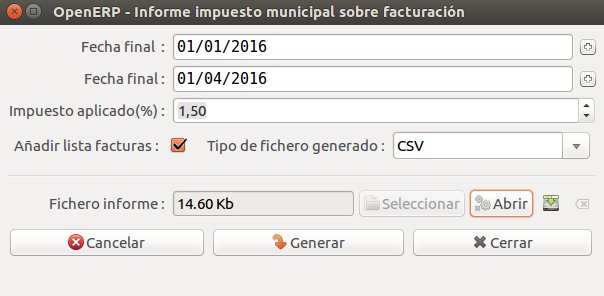 OpenERP - Informe impuesto municipal sobre facturación
Fecha final : 01/01/2016
Fecha final : 01/04/2016
Impuesto aplicado(%) : 1,50
Añadir lista facturas : Tipo de fichero generado : CSV
Fichero informe : 14.60 Kb Seleccionar Abrir
Cancelar Generar Cerrar